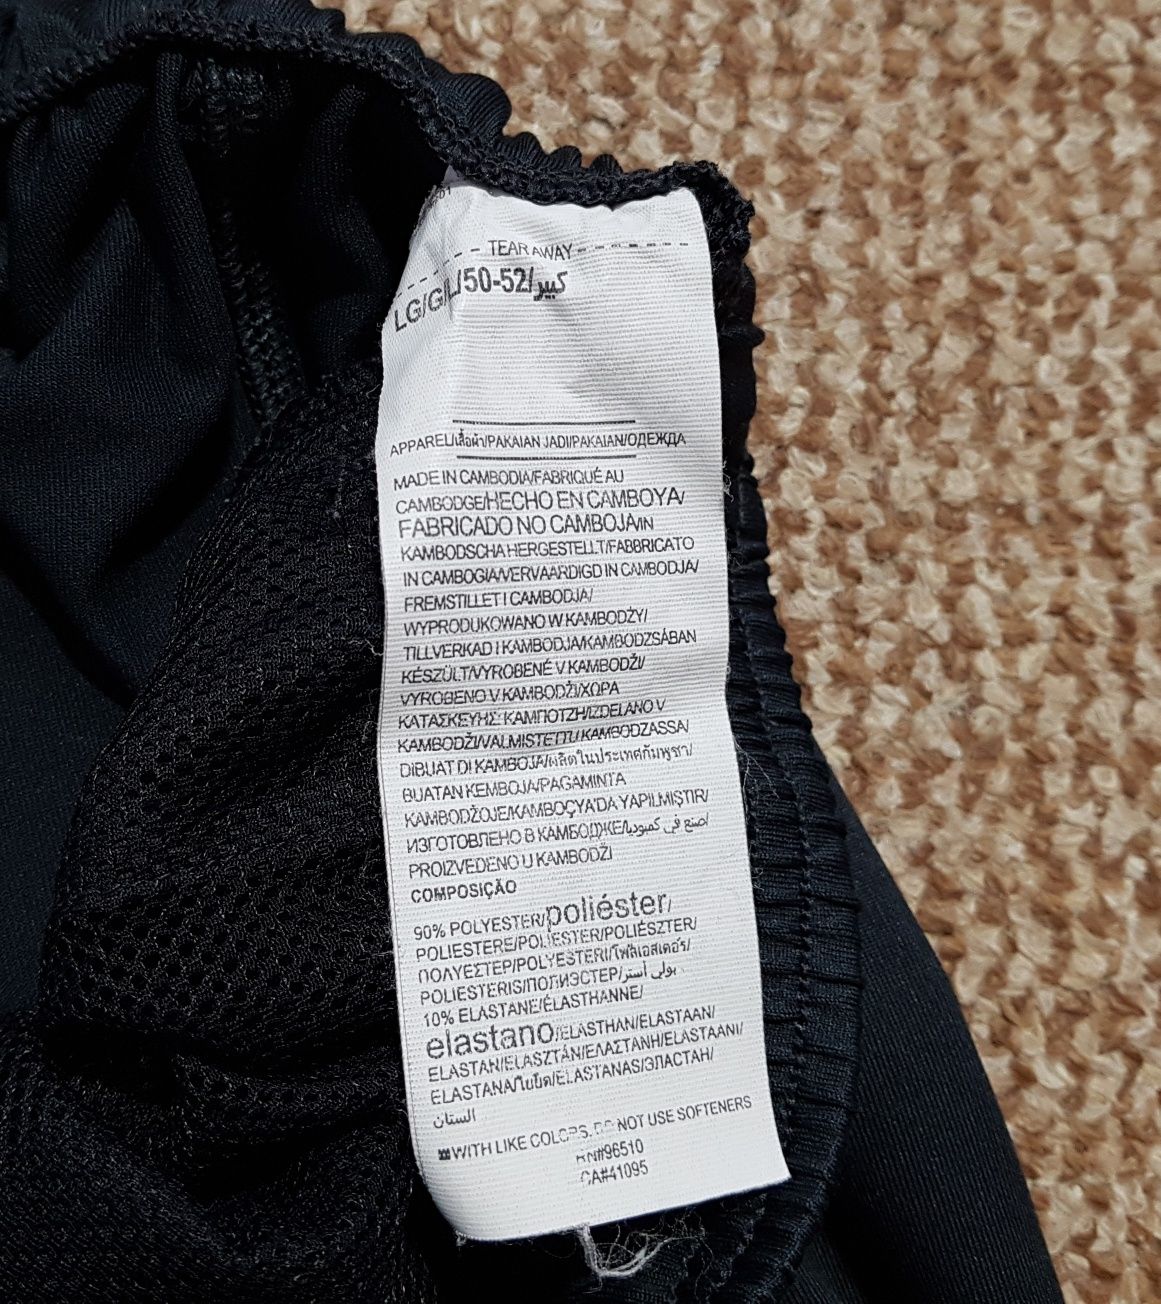 TEAR AWAY
LG/G/L/50-52/كبير
APPAREL/เสื้อผ้า/PAKAIAN JADI/PAKAIAN/ОДЕЖДА
MADE IN CAMBODIA/FABRIQUÉ AU
CAMBODGE/HECHO EN CAMBOYA/
FABRICADO NO CAMBOJA/IN
KAMBODSCHA HERGESTELLT/FABBRICATO
IN CAMBOGIA/VERVAARDIGD IN CAMBODJA/
FREMSTILLET I CAMBODJA/
WYPRODUKOWANO W KAMBODŻY/
TILLVERKAD I KAMBODJA/KAMBODZSÁBAN
KÉSZÜLT/VYROBENÉ V KAMBODŽI/
VYROBENO V KAMBODŽI/ΧΩΡΑ
ΚΑΤΑΣΚΕΥΗΣ: ΚΑΜΠΟΤΖΗ/IZDELANO V
KAMBODŽI/VALMISTETTU KAMBODZASSA/
DIBUAT DI KAMBOJA/ผลิตในประเทศกัมพูชา/
BUATAN KEMBOJA/PAGAMINTA
KAMBODŽOJE/KAMBOÇYA'DA YAPILMIŞTIR/
ИЗГОТОВЛЕНО В КАМБОДЖЕ/صنع في كمبوديا/
PROIZVEDENO U KAMBODŽI
COMPOSIÇÃO
90% POLYESTER/poliéster/
POLIESTERE/POLIESTER/POLIÉSZTER/
ΠΟΛΥΕΣΤΕΡ/POLYESTERI/โพลีเอสเตอร์/
POLIESTERIS/ПОЛИЭСТЕР/بولي أستر/
10% ELASTANE/ÉLASTHANNE/
elastano/ELASTHAN/ELASTAAN/
ELASTAN/ELASZTÁN/ΕΛΑΣΤΑΝΗ/ELASTAANI/
ELASTANA/ใยยืด/ELASTANAS/ЭЛАСТАН/
الستان
WITH LIKE COLORS. DO NOT USE SOFTENERS
RN#96510
CA#41095